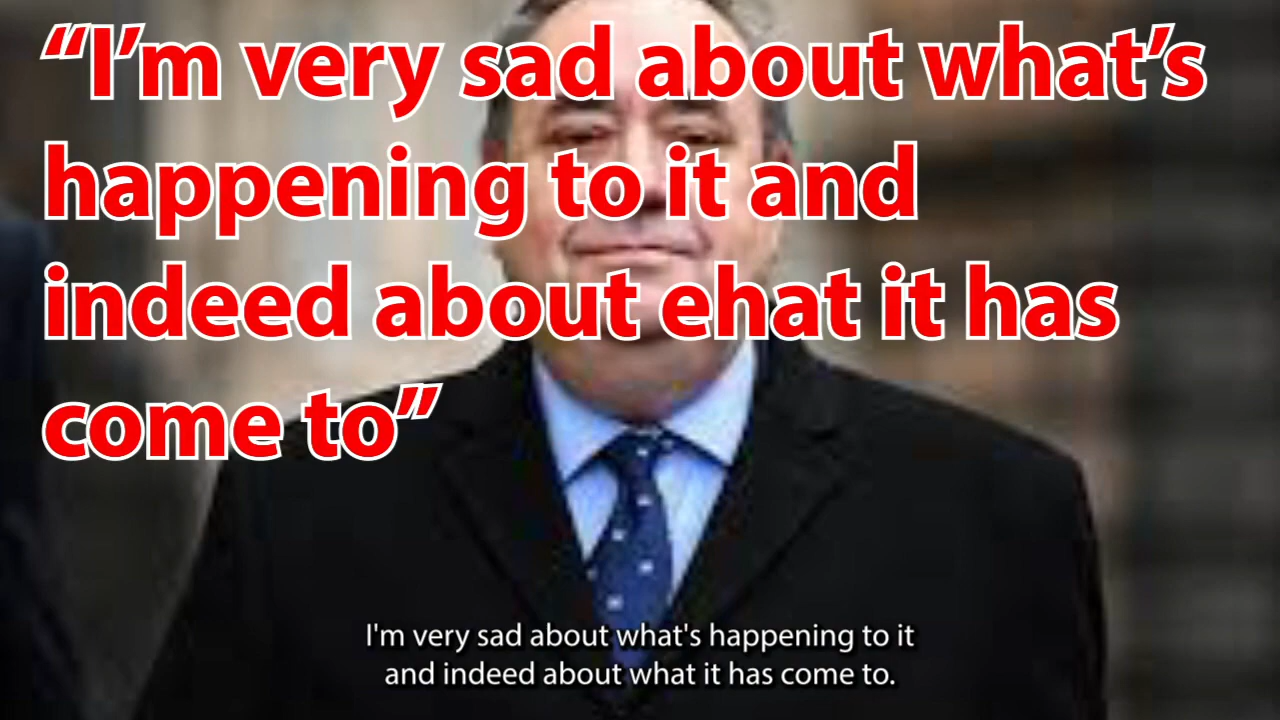 “I’m very sad about what’s
happening to it and
indeed about ehat it has
come to”
I'm very sad about what's happening to it
and indeed about what it has come to.